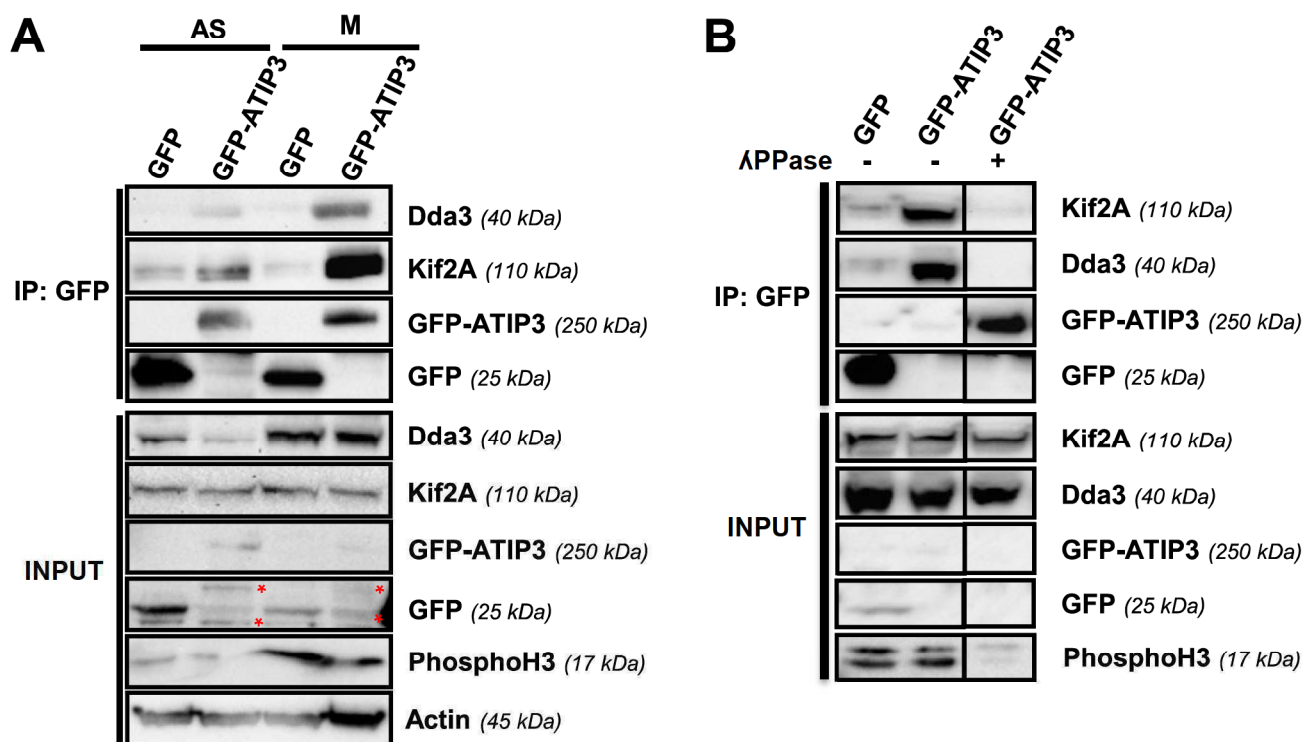 A
AS M
GFP GFP-ATIP3 GFP GFP-ATIP3
IP: GFP
Dda3 (40 kDa)
Kif2A (110 kDa)
GFP-ATIP3 (250 kDa)
GFP (25 kDa)
INPUT
Dda3 (40 kDa)
Kif2A (110 kDa)
GFP-ATIP3 (250 kDa)
* *
GFP (25 kDa)
* *
PhosphoH3 (17 kDa)
Actin (45 kDa)
B
GFP GFP-ATIP3 GFP-ATIP3
λPPase - - +
IP: GFP
Kif2A (110 kDa)
Dda3 (40 kDa)
GFP-ATIP3 (250 kDa)
GFP (25 kDa)
INPUT
Kif2A (110 kDa)
Dda3 (40 kDa)
GFP-ATIP3 (250 kDa)
GFP (25 kDa)
PhosphoH3 (17 kDa)